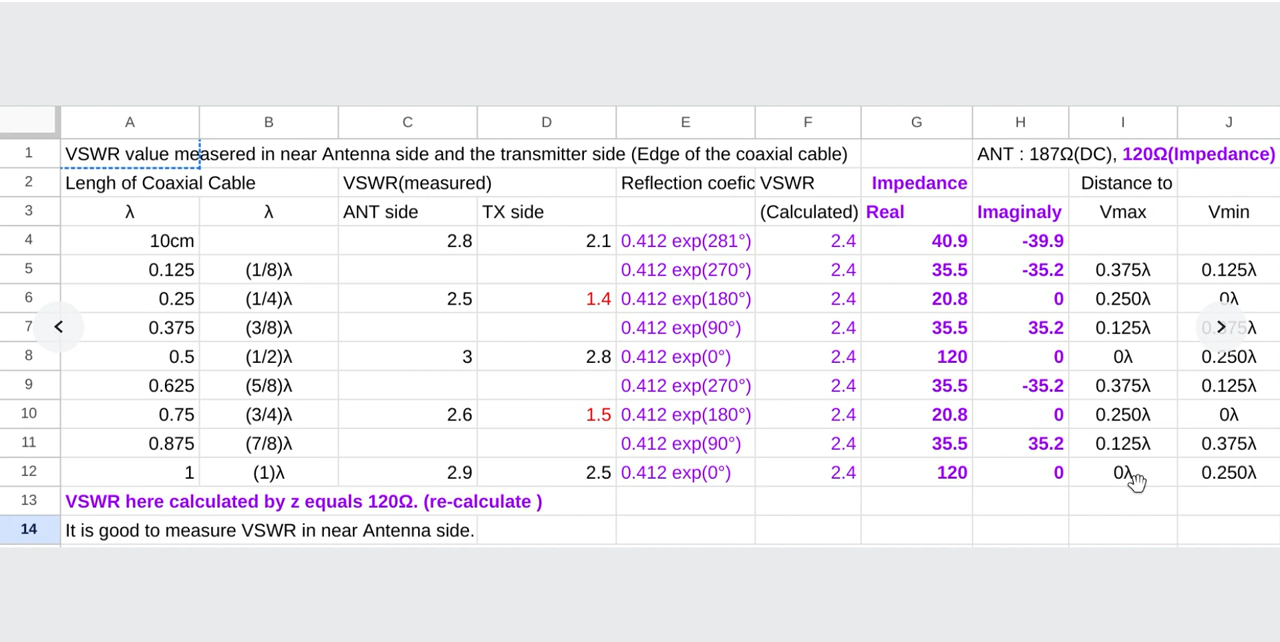 A B C D E F G H I J
1 VSWR value measered in near Antenna side and the transmitter side (Edge of the coaxial cable) ANT : 187Ω(DC), 120Ω(Impedance)
2 Lengh of Coaxial Cable VSWR(measured) Reflection coefic VSWR Impedance Distance to
3 λ λ ANT side TX side (Calculated) Real Imaginaly Vmax Vmin
4 10cm 2.8 2.1 0.412 exp(281°) 2.4 40.9 -39.9
5 0.125 (1/8)λ 0.412 exp(270°) 2.4 35.5 -35.2 0.375λ 0.125λ
6 0.25 (1/4)λ 2.5 1.4 0.412 exp(180°) 2.4 20.8 0 0.250λ 0λ
7 0.375 (3/8)λ 0.412 exp(90°) 2.4 35.5 35.2 0.125λ 0.375λ
8 0.5 (1/2)λ 3 2.8 0.412 exp(0°) 2.4 120 0 0λ 0.250λ
9 0.625 (5/8)λ 0.412 exp(270°) 2.4 35.5 -35.2 0.375λ 0.125λ
10 0.75 (3/4)λ 2.6 1.5 0.412 exp(180°) 2.4 20.8 0 0.250λ 0λ
11 0.875 (7/8)λ 0.412 exp(90°) 2.4 35.5 35.2 0.125λ 0.375λ
12 1 (1)λ 2.9 2.5 0.412 exp(0°) 2.4 120 0 0λ 0.250λ
13 VSWR here calculated by z equals 120Ω. (re-calculate )
14 It is good to measure VSWR in near Antenna side.